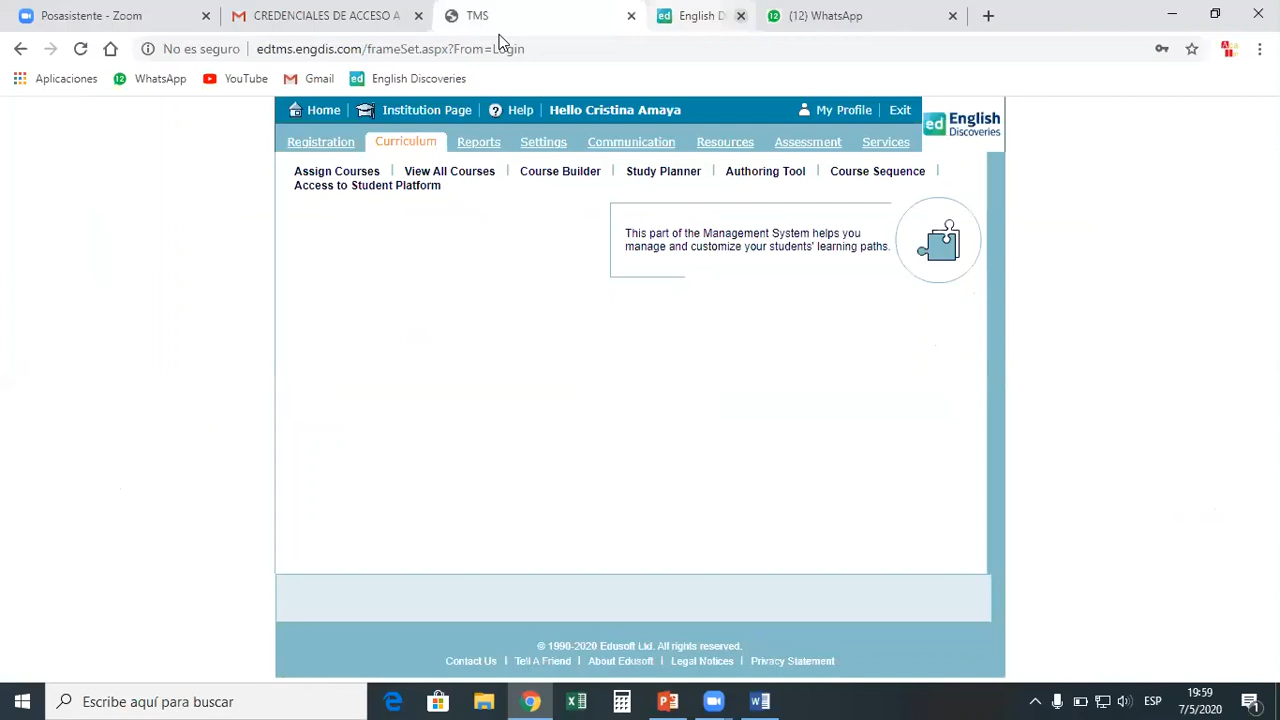 Posasistente - Zoom
CREDENCIALES DE ACCESO
TMS
English D
(12) WhatsApp
No es seguro
edtms.engdis.com/frameSet.aspx?From=Login
Aplicaciones
WhatsApp
YouTube
Gmail
English Discoveries
Home
Institution Page
Help
Hello Cristina Amaya
My Profile
Exit
ed English Discoveries
Registration
Curriculum
Reports
Settings
Communication
Resources
Assessment
Services
Assign Courses
View All Courses
Course Builder
Study Planner
Authoring Tool
Course Sequence
Access to Student Platform
This part of the Management System helps you
manage and customize your students' learning paths.
© 1990-2020 Edusoft Ltd. All rights reserved.
Contact Us | Tell A Friend | About Edusoft | Legal Notices | Privacy Statement
Escribe aquí para buscar
ESP
19:59
7/5/2020